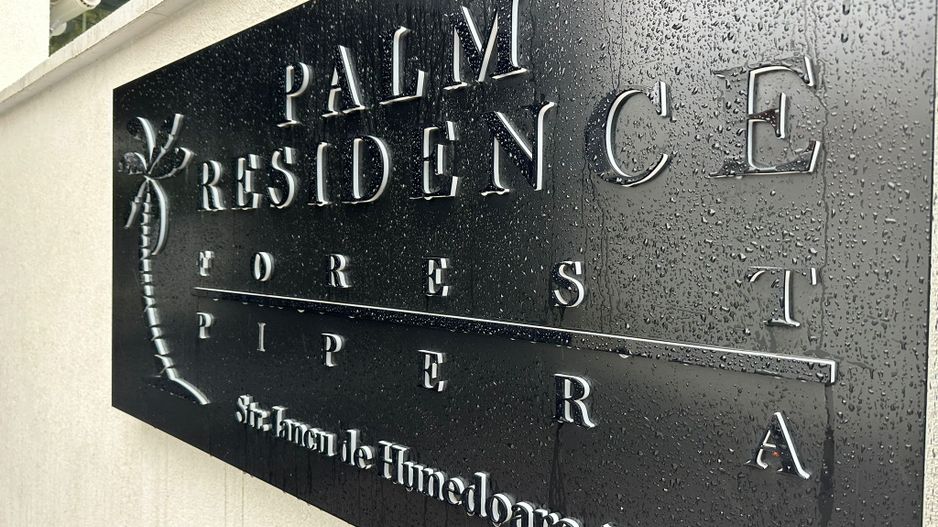 PALM
RESIDENCE
FOREST
PIPERA
Str. Iancu de Hunedoara